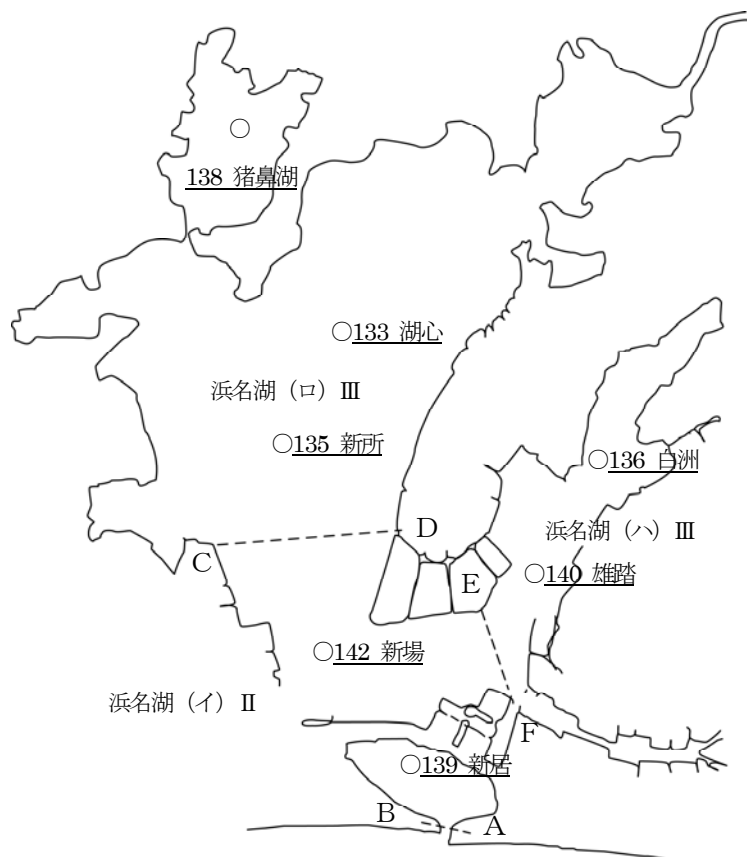 ○
138 猪鼻湖
○133 湖心
浜名湖（ロ）Ⅲ
○135 新所
○136 白洲
D
浜名湖（ハ）Ⅲ
C
E
○140 雄踏
○142 新場
浜名湖（イ）Ⅱ
F
○139 新居
B
A